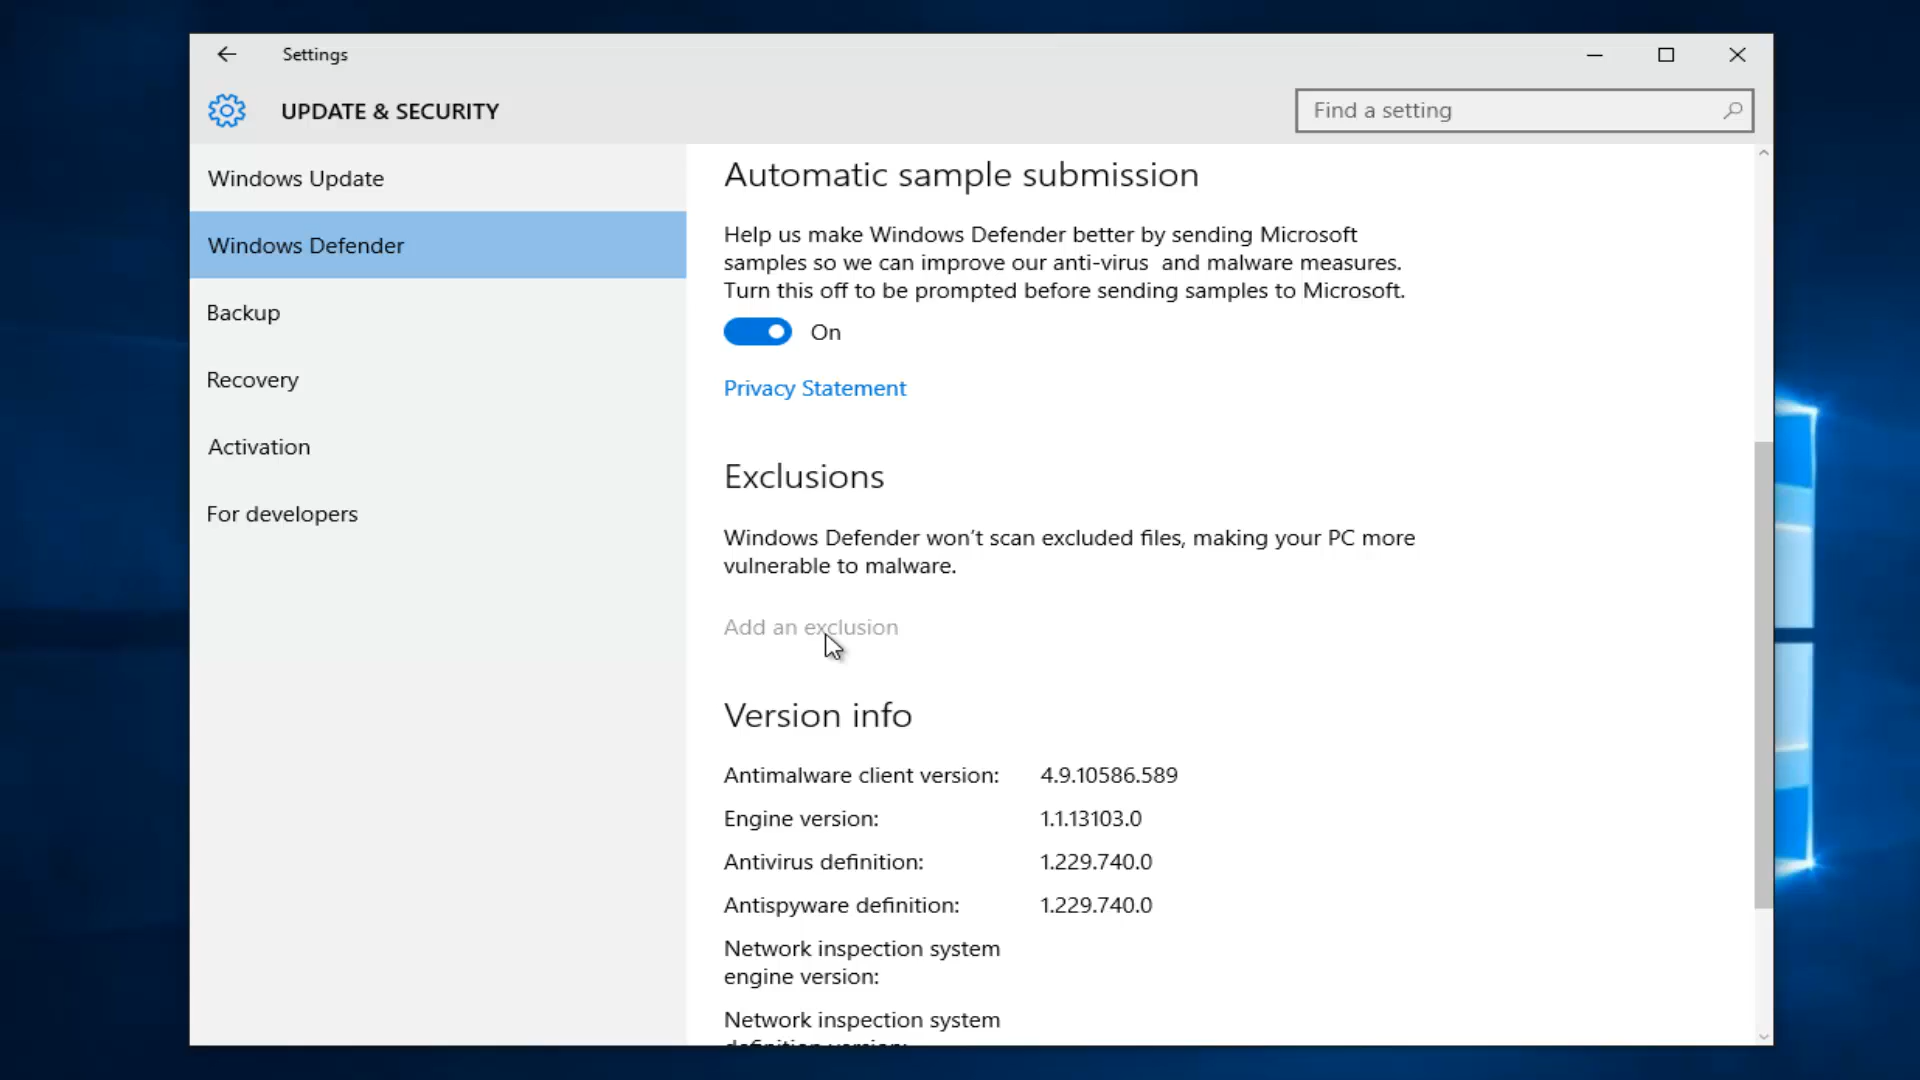 Settings
UPDATE & SECURITY
Find a setting
Windows Update
Windows Defender
Backup
Recovery
Activation
For developers
Automatic sample submission
Help us make Windows Defender better by sending Microsoft
samples so we can improve our anti-virus  and malware measures.
Turn this off to be prompted before sending samples to Microsoft.
On
Privacy Statement
Exclusions
Windows Defender won't scan excluded files, making your PC more
vulnerable to malware.
Add an exclusion
Version info
Antimalware client version: 4.9.10586.589
Engine version: 1.1.13103.0
Antivirus definition: 1.229.740.0
Antispyware definition: 1.229.740.0
Network inspection system
engine version:
Network inspection system
definition version: